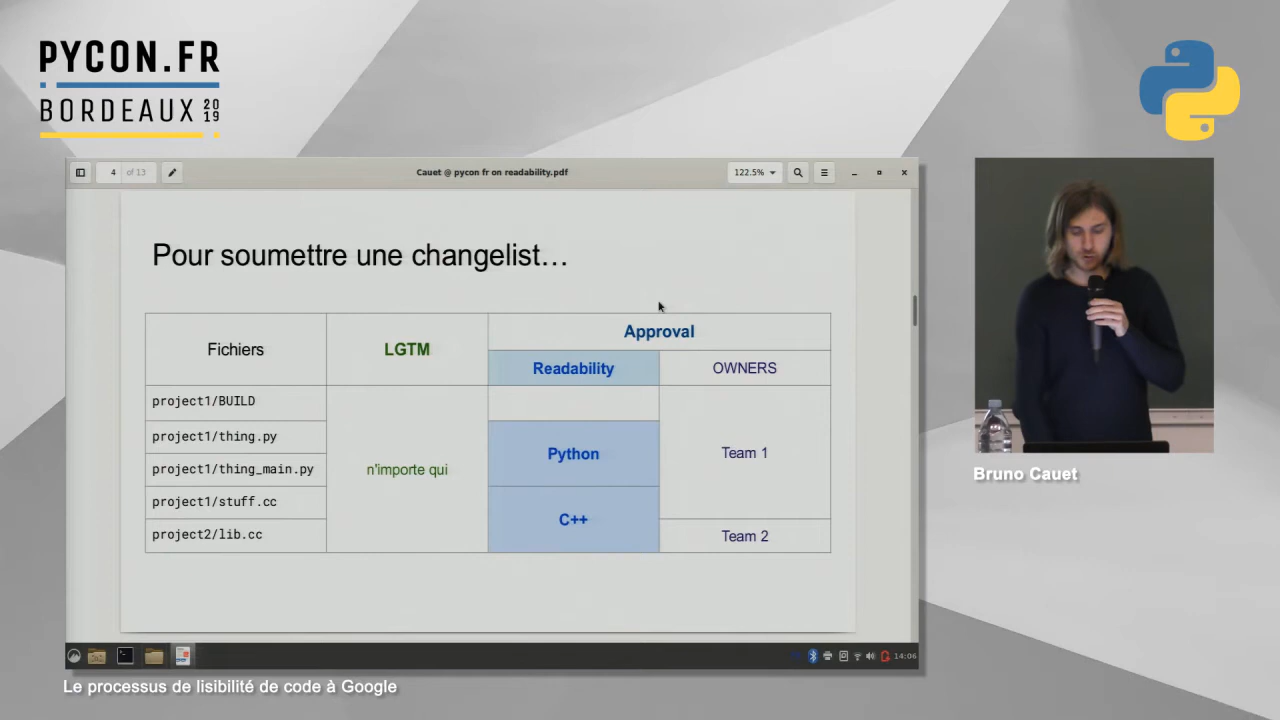 PYCON.FR
BORDEAUX 2019
4 of 13
Cauet @ pycon fr on readability.pdf
122.5%
Pour soumettre une changelist…
Fichiers
LGTM
Approval
Readability
OWNERS
project1/BUILD
project1/thing.py
project1/thing_main.py
project1/stuff.cc
project2/lib.cc
n'importe qui
Python
C++
Team 1
Team 2
14:06
Bruno Cauet
Le processus de lisibilité de code à Google